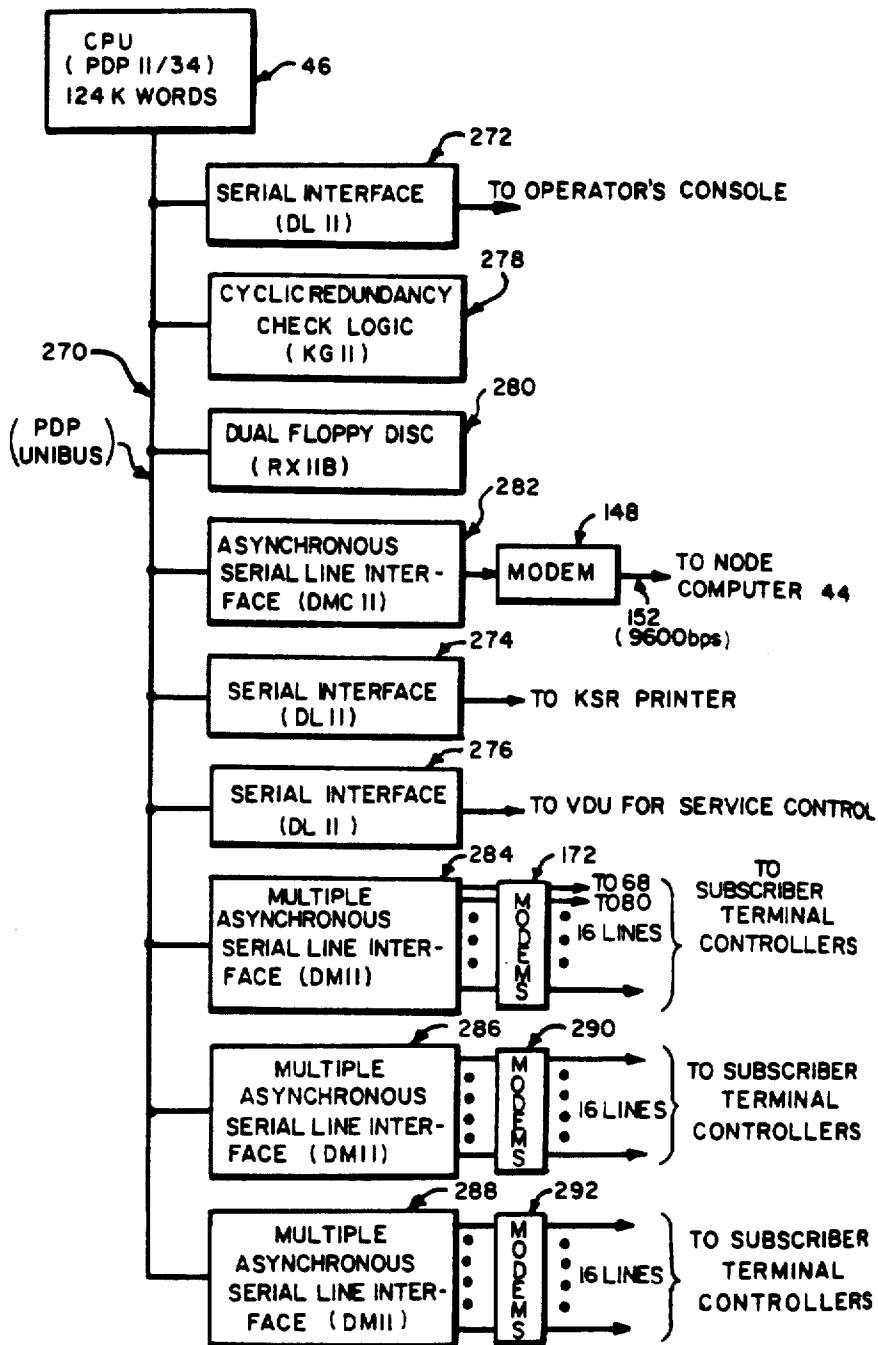 CPU
(PDP 11/34)
124 K WORDS
46
272
SERIAL INTERFACE
(DL 11)
TO OPERATOR'S CONSOLE
278
CYCLIC REDUNDANCY
CHECK LOGIC
(KG 11)
270
(PDP
UNIBUS)
280
DUAL FLOPPY DISC
(RX11B)
282
ASYNCHRONOUS
SERIAL LINE INTER-
FACE (DMC 11)
148
MODEM
TO NODE
COMPUTER 44
152
(9600bps)
274
SERIAL INTERFACE
(DL 11)
TO KSR PRINTER
276
SERIAL INTERFACE
(DL 11)
TO VDU FOR SERVICE CONTROL
284
MULTIPLE
ASYNCHRONOUS
SERIAL LINE INTER-
FACE (DM11)
172
MODEMS
TO 68
TO 80
16 LINES
TO
SUBSCRIBER
TERMINAL
CONTROLLERS
286
MULTIPLE
ASYNCHRONOUS
SERIAL LINE INTER-
FACE (DM11)
290
MODEMS
16 LINES
TO SUBSCRIBER
TERMINAL
CONTROLLERS
288
MULTIPLE
ASYNCHRONOUS
SERIAL LINE INTER-
FACE (DM11)
292
MODEMS
16 LINES
TO SUBSCRIBER
TERMINAL
CONTROLLERS